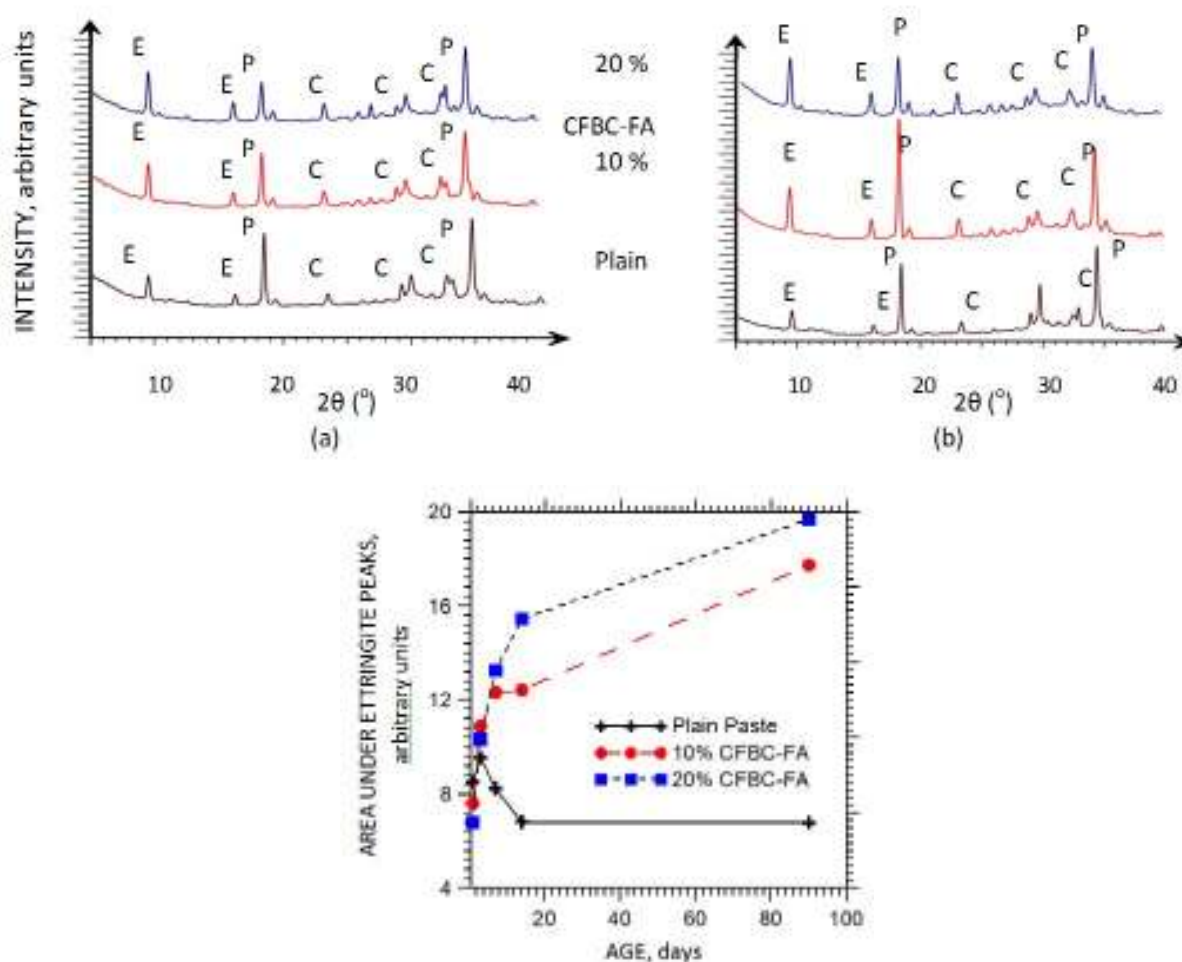 INTENSITY, arbitrary units
E E P C C C P
20 %
E E P C C C P
CFBC-FA
10 %
E E P C C C P
Plain
10 20 30 40
2θ (°)
(a)
E E P C C C P
E E P C C C P
E E P C C P
10 20 30 40
2θ (°)
(b)
AREA UNDER ETTRINGITE PEAKS,
arbitrary units
20
16
12
8
4
Plain Paste
10% CFBC-FA
20% CFBC-FA
20 40 60 80 100
AGE, days